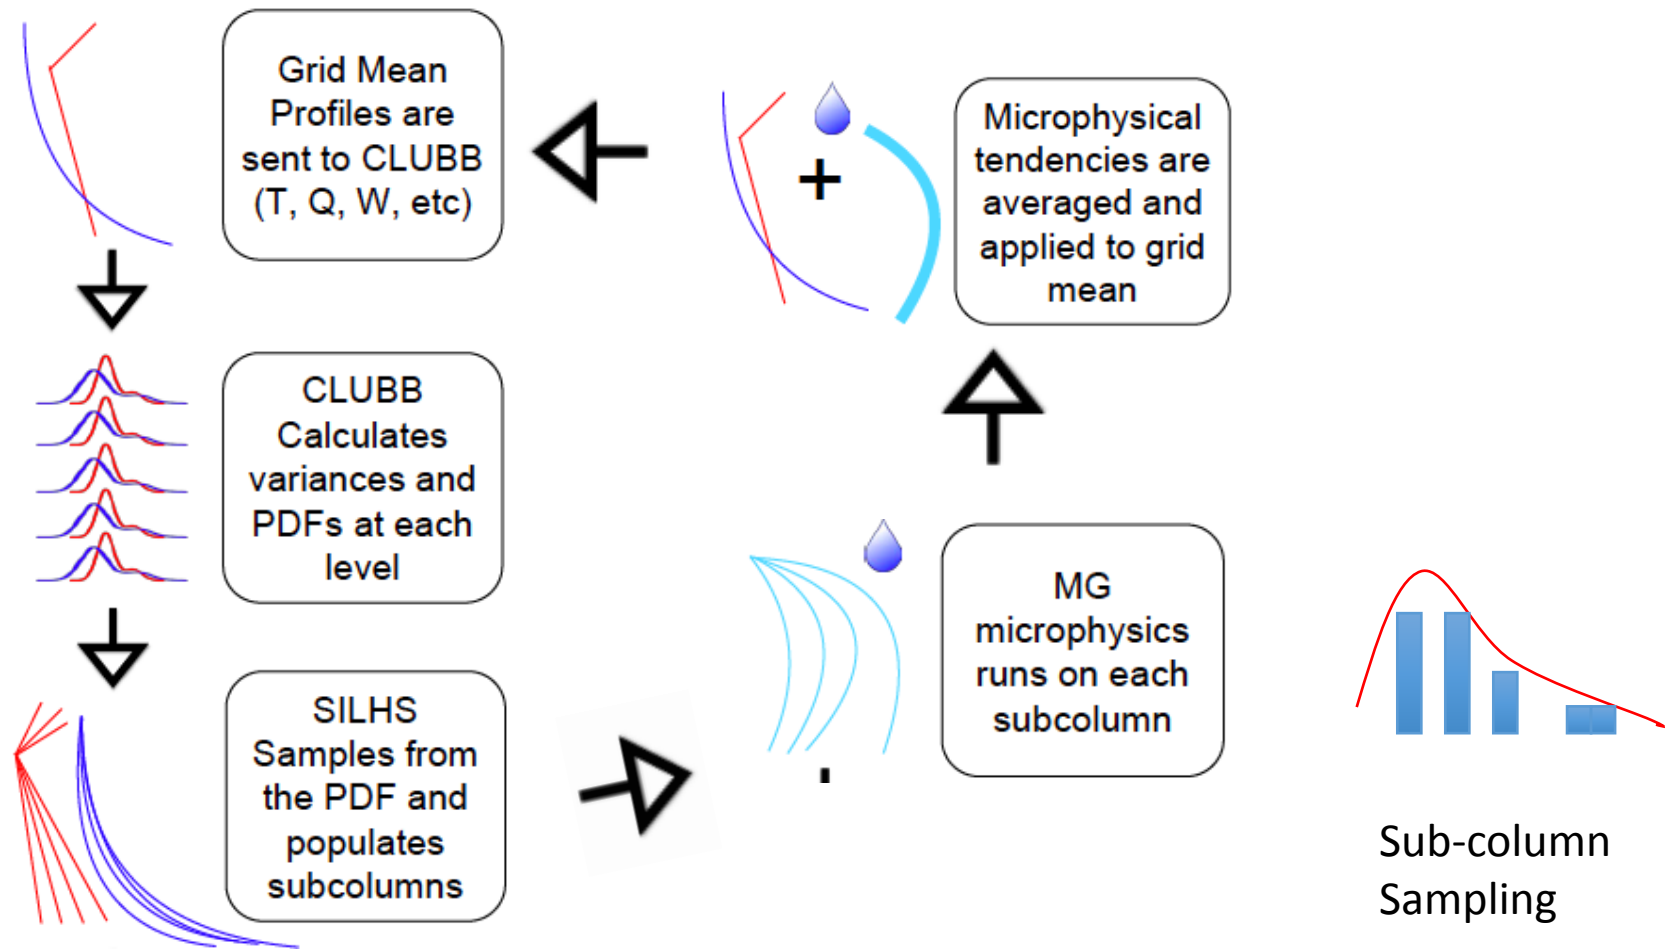 Grid Mean
Profiles are
sent to CLUBB
(T, Q, W, etc)
CLUBB
Calculates
variances and
PDFs at each
level
SILHS
Samples from
the PDF and
populates
subcolumns
MG
microphysics
runs on each
subcolumn
Microphysical
tendencies are
averaged and
applied to grid
mean
+
Sub-column
Sampling